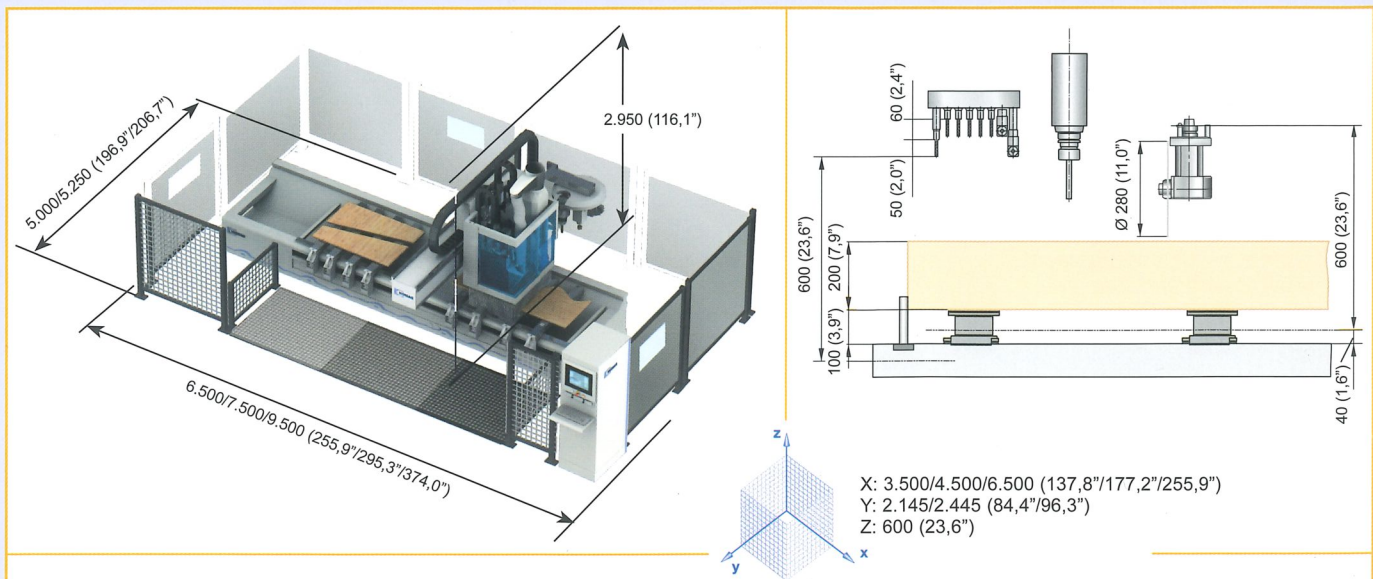 5.000/5.250 (196,9”/206,7”)
2.950 (116,1”)
6.500/7.500/9.500 (255,9”/295,3”/374,0”)
60 (2,4”)
50 (2,0”)
600 (23,6”)
200 (7,9”)
100 (3,9”)
Ø 280 (11,0”)
600 (23,6”)
40 (1,6”)
z
x
y
X: 3.500/4.500/6.500 (137,8”/177,2”/255,9”)
Y: 2.145/2.445 (84,4”/96,3”)
Z: 600 (23,6”)